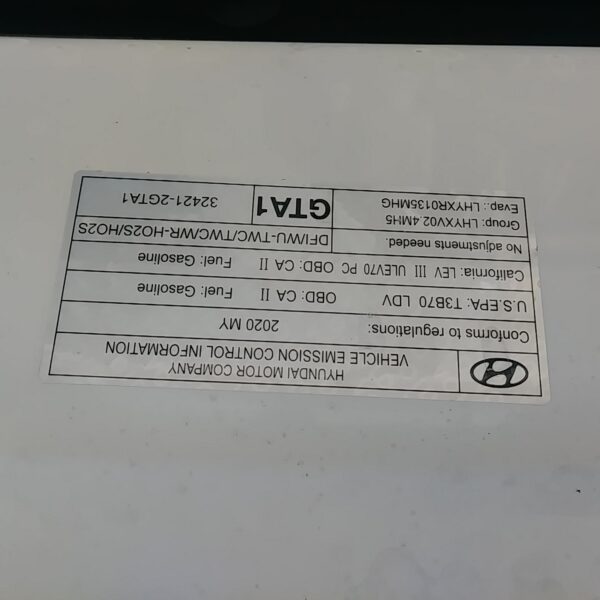 HYUNDAI MOTOR COMPANY
VEHICLE EMISSION CONTROL INFORMATION
Conforms to regulations: 2020 MY
U.S.EPA: T3B70 LDV OBD: CA II Fuel: Gasoline
California: LEV III ULEV70 PC OBD: CA II Fuel: Gasoline
No adjustments needed. DFI/WU-TWC/TWC/WR-HO2S/HO2S
Group: LHYXV02.4MH5
Evap.: LHYXR0135MHG
GTA1 32421-2GTA1